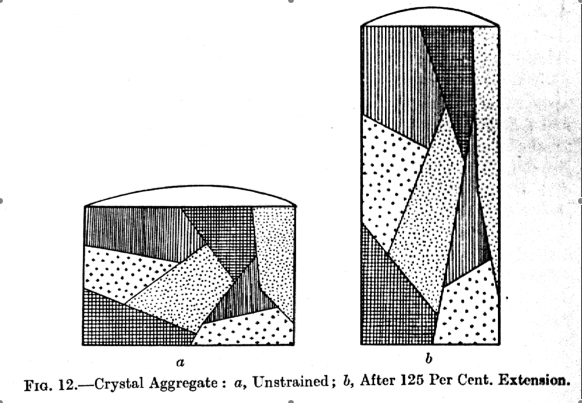 a
b
FIG. 12.—Crystal Aggregate : a, Unstrained ; b, After 125 Per Cent. Extension.